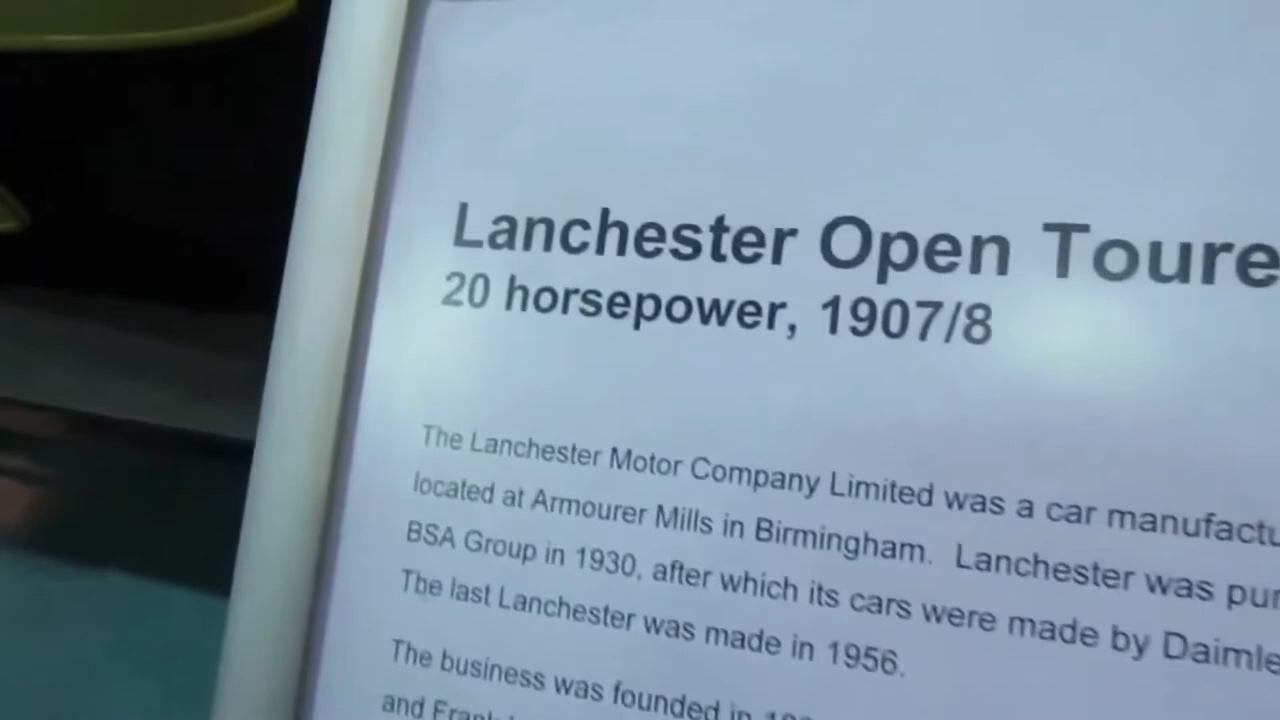 Lanchester Open Toure
20 horsepower, 1907/8
The Lanchester Motor Company Limited was a car manufactu
located at Armourer Mills in Birmingham. Lanchester was pur
BSA Group in 1930, after which its cars were made by Daimle
The last Lanchester was made in 1956.
The business was founded in
and